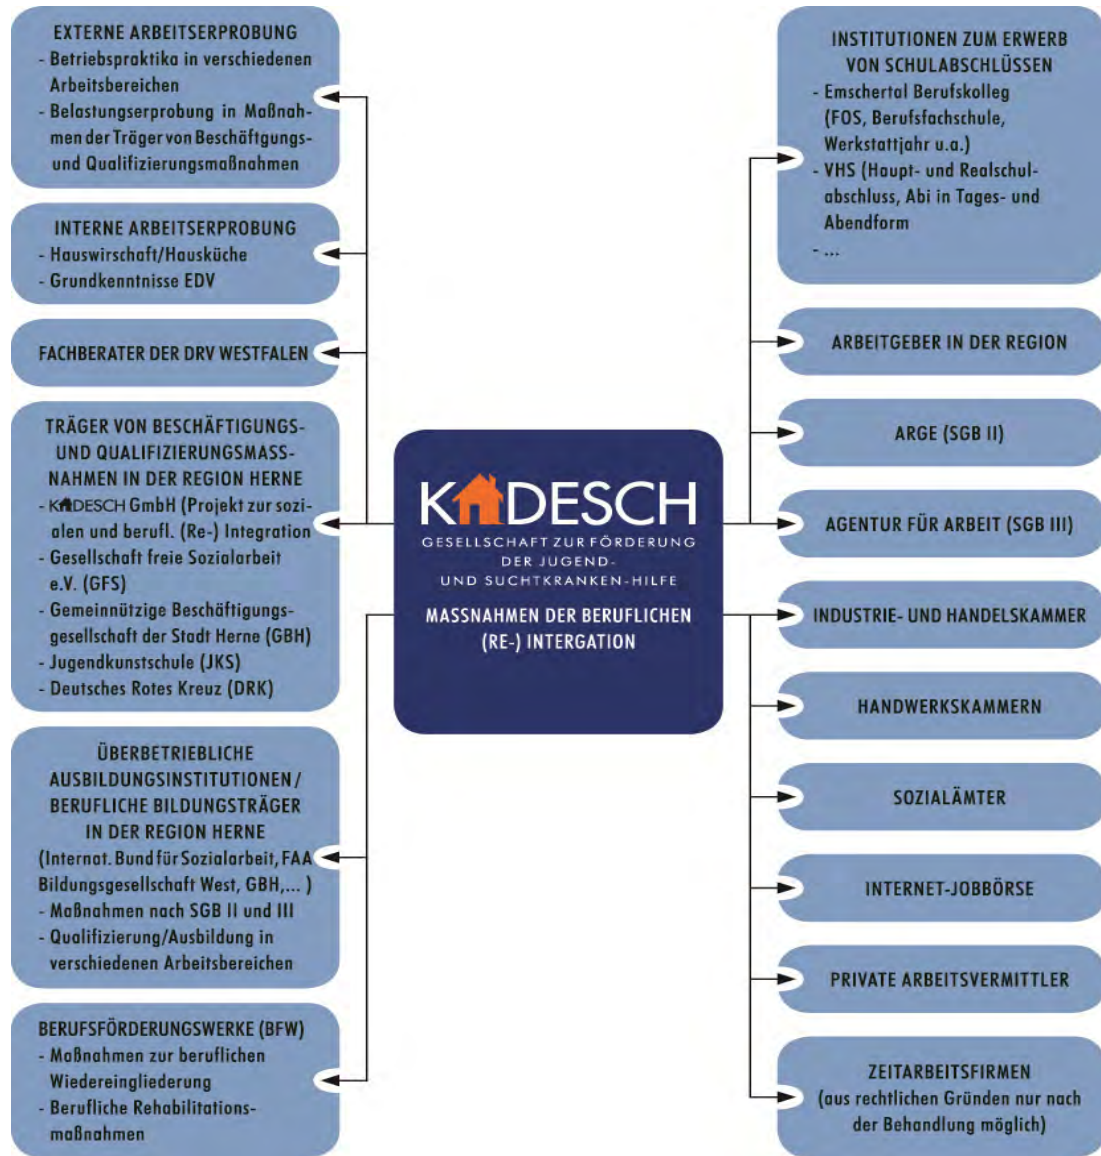 EXTERNE ARBEITSERPROBUNG
- Betriebspraktika in verschiedenen
Arbeitsbereichen
- Belastungserprobung in Maßnah-
men der Träger von Beschäftgungs-
und Qualifizierungsmaßnahmen
INTERNE ARBEITSERPROBUNG
- Hauswirtschaft/Hausküche
- Grundkenntnisse EDV
FACHBERATER DER DRV WESTFALEN
TRÄGER VON BESCHÄFTIGUNGS-
UND QUALIFIZIERUNGSMASS-
NAHMEN IN DER REGION HERNE
- KADESCH GmbH (Projekt zur sozi-
alen und berufl. (Re-) Integration
- Gesellschaft freie Sozialarbeit
e.V. (GFS)
- Gemeinnützige Beschäftigungs-
gesellschaft der Stadt Herne (GBH)
- Jugendkunstschule (JKS)
- Deutsches Rotes Kreuz (DRK)
ÜBERBETRIEBLICHE
AUSBILDUNGSINSTITUTIONEN/
BERUFLICHE BILDUNGSTRÄGER
IN DER REGION HERNE
(Internat. Bund für Sozialarbeit, FAA
Bildungsgesellschaft West, GBH,... )
- Maßnahmen nach SGB II und III
- Qualifizierung/Ausbildung in
verschiedenen Arbeitsbereichen
BERUFSFÖRDERUNGSWERKE (BFW)
- Maßnahmen zur beruflichen
Wiedereingliederung
- Berufliche Rehabilitations-
maßnahmen
KADESCH
GESELLSCHAFT ZUR FÖRDERUNG
DER JUGEND-
UND SUCHTKRANKEN-HILFE
MASSNAHMEN DER BERUFLICHEN
(RE-) INTERGATION
INSTITUTIONEN ZUM ERWERB
VON SCHULABSCHLÜSSEN
- Emschertal Berufskolleg
(FOS, Berufsfachschule,
Werkstattjahr u.a.)
- VHS (Haupt- und Realschul-
abschluss, Abi in Tages- und
Abendform
- ...
ARBEITGEBER IN DER REGION
ARGE (SGB II)
AGENTUR FÜR ARBEIT (SGB III)
INDUSTRIE- UND HANDELSKAMMER
HANDWERKSKAMMERN
SOZIALÄMTER
INTERNET-JOBBÖRSE
PRIVATE ARBEITSVERMITTLER
ZEITARBEITSFIRMEN
(aus rechtlichen Gründen nur nach
der Behandlung möglich)